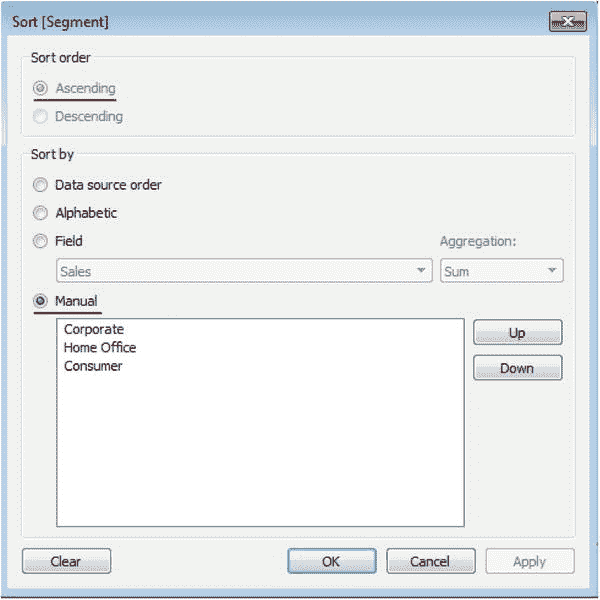 Sort [Segment]
Sort order
Ascending
Descending
Sort by
Data source order
Alphabetic
Field
Aggregation:
Sales
Sum
Manual
Corporate
Home Office
Consumer
Up
Down
Clear
OK
Cancel
Apply